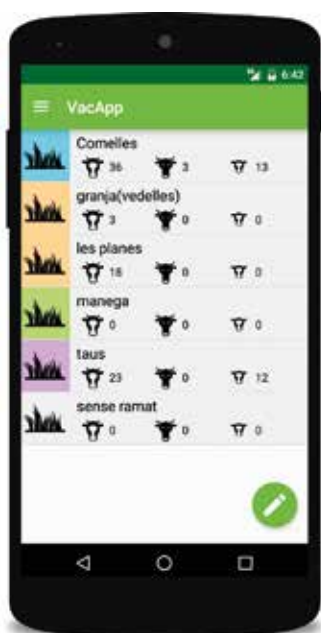 6:42
VacApp
Comelles
36 3 13
granja(vedelles)
3 0 0
les planes
18 0 0
manega
0 0 0
taus
23 0 12
sense ramat
0 0 0